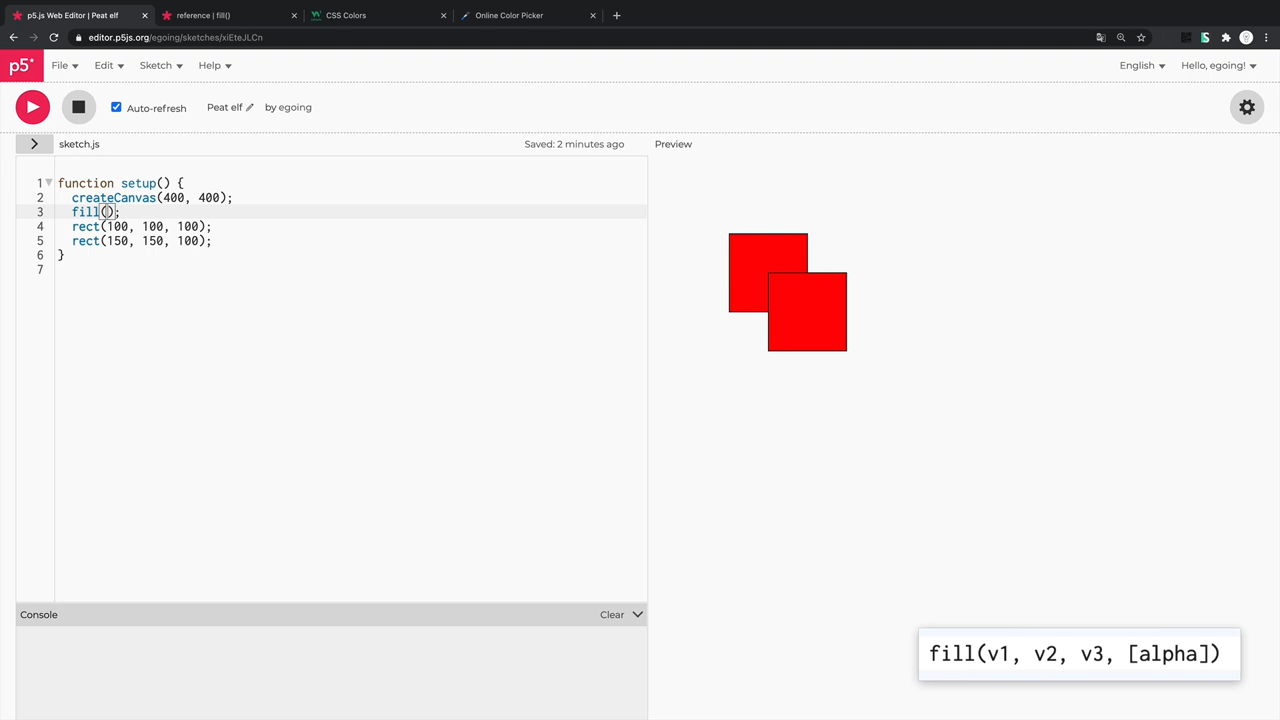 p5.js Web Editor | Peat elf
reference | fill()
CSS Colors
Online Color Picker
editor.p5js.org/egoing/sketches/xiEteJLCn
p5*
File
Edit
Sketch
Help
English
Hello, egoing!
Auto-refresh
Peat elf
by egoing
sketch.js
Saved: 2 minutes ago
Preview
1 function setup() {
2 createCanvas(400, 400);
3 fill();
4 rect(100, 100, 100);
5 rect(150, 150, 100);
6 }
7
Console
Clear
fill(v1, v2, v3, [alpha])